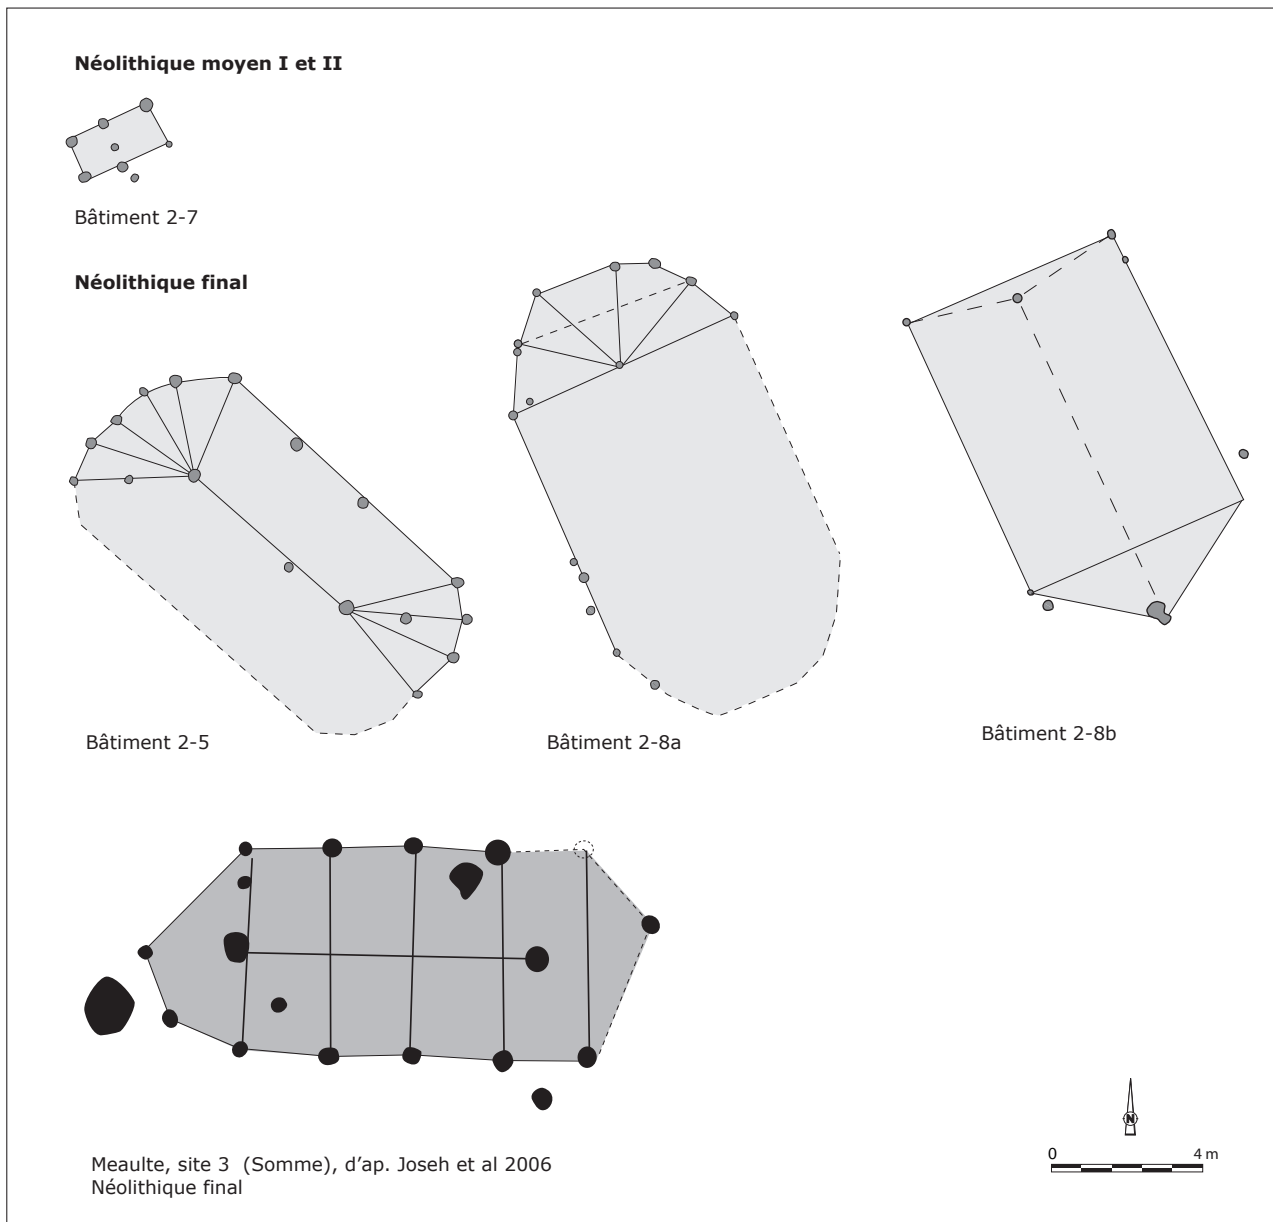 Néolithique moyen I et II
Bâtiment 2-7
Néolithique final
Bâtiment 2-5
Bâtiment 2-8a
Bâtiment 2-8b
Meaulte, site 3 (Somme), d'ap. Joseh et al 2006
Néolithique final
N
0 4 m